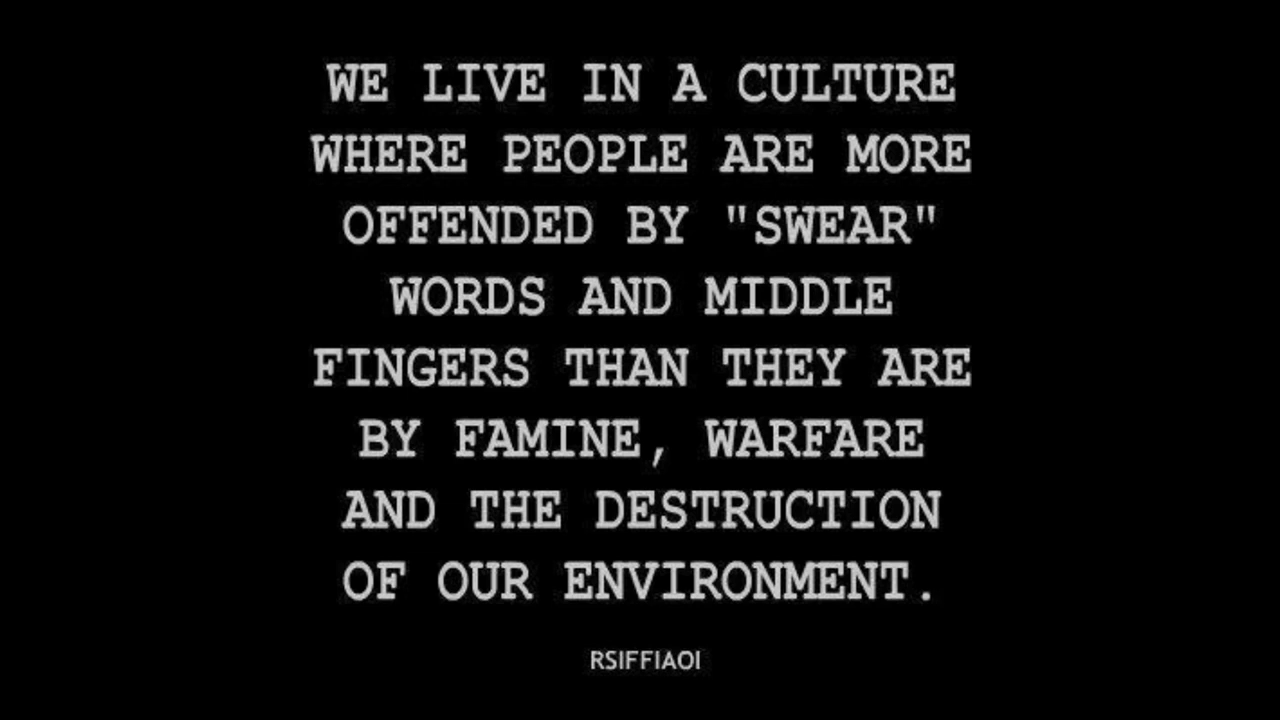 WE LIVE IN A CULTURE
WHERE PEOPLE ARE MORE
OFFENDED BY "SWEAR"
WORDS AND MIDDLE
FINGERS THAN THEY ARE
BY FAMINE, WARFARE
AND THE DESTRUCTION
OF OUR ENVIRONMENT.
RSIFFIAOI